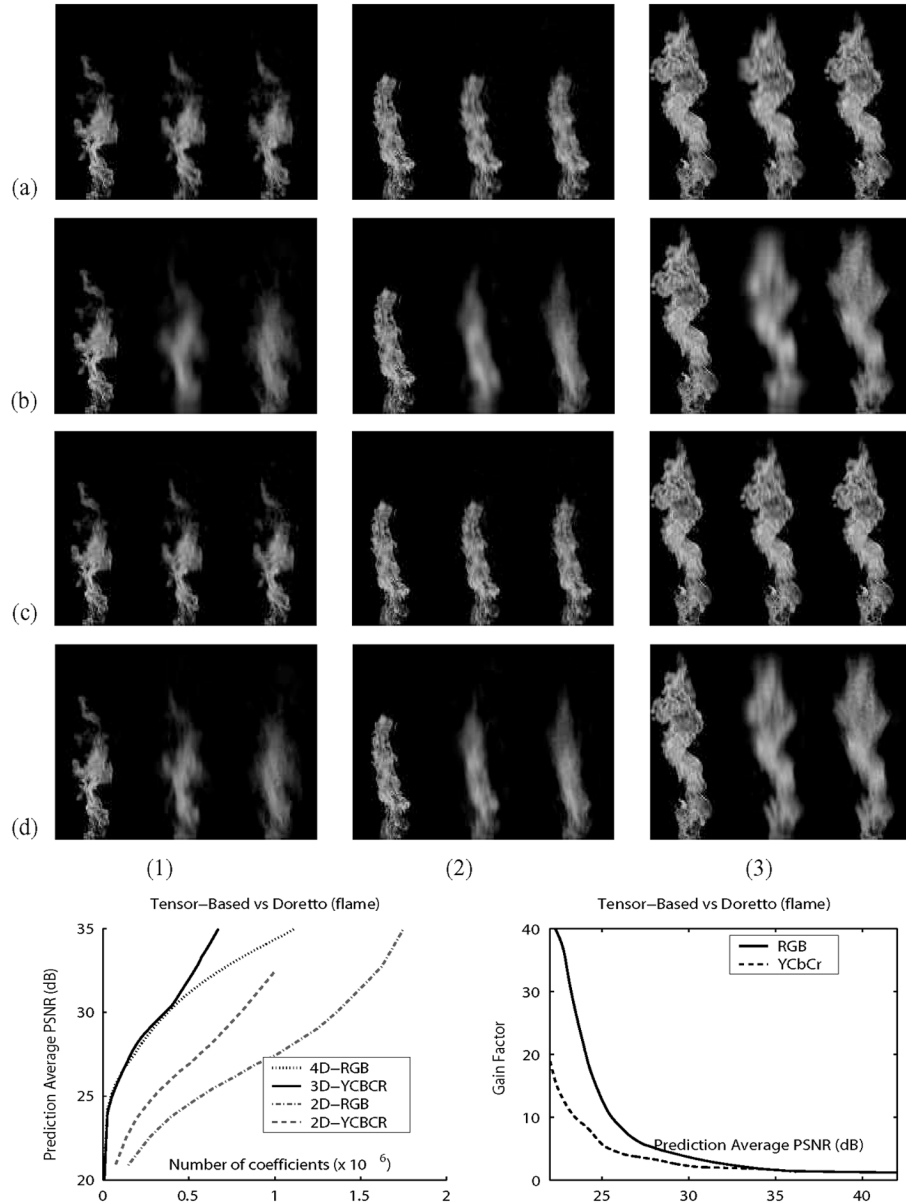 (a)
(b)
(c)
(d)
(1) (2) (3)
Tensor−Based vs Doretto (flame)
35
30
25
20
Prediction Average PSNR (dB)
4D−RGB
3D−YCBCR
2D−RGB
2D−YCBCR
Number of coefficients (x 10 6)
0 0.5 1 1.5 2
Tensor−Based vs Doretto (flame)
40
30
20
10
0
Gain Factor
RGB
YCbCr
Prediction Average PSNR (dB)
25 30 35 40